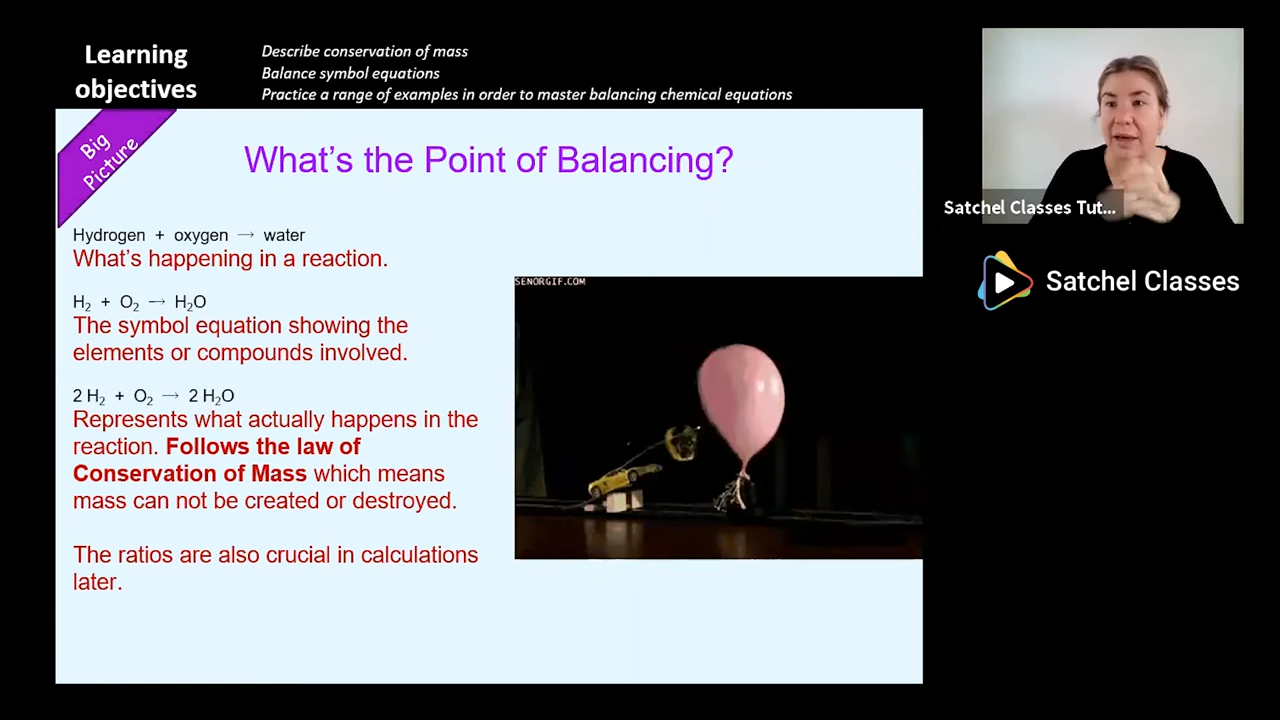 Learning
objectives
Describe conservation of mass
Balance symbol equations
Practice a range of examples in order to master balancing chemical equations
Big
Picture
What's the Point of Balancing?
Hydrogen + oxygen → water
What's happening in a reaction.
H₂ + O₂ → H₂O
The symbol equation showing the
elements or compounds involved.
2 H₂ + O₂ → 2 H₂O
Represents what actually happens in the
reaction. Follows the law of
Conservation of Mass which means
mass can not be created or destroyed.
The ratios are also crucial in calculations
later.
SENORGIF.COM
Satchel Classes Tut...
Satchel Classes